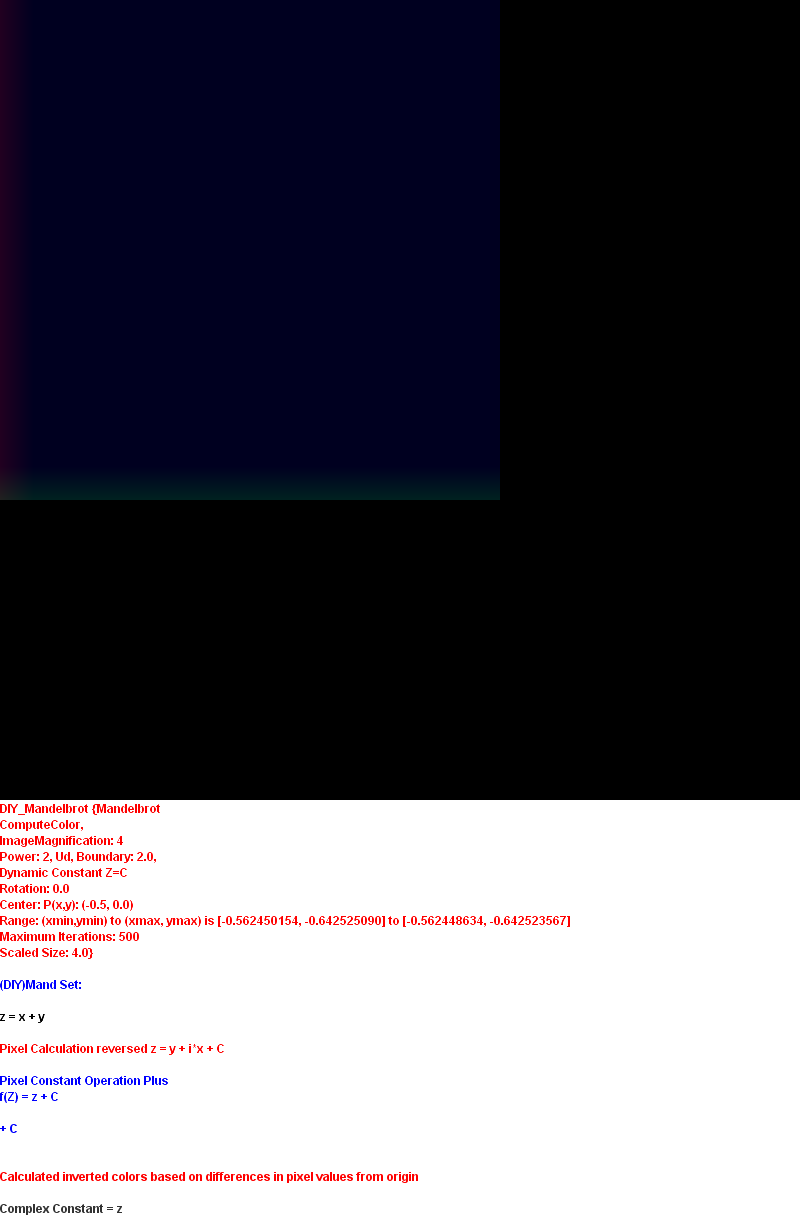 DIY_Mandelbrot {Mandelbrot
ComputeColor,
ImageMagnification: 4
Power: 2, Ud, Boundary: 2.0,
Dynamic Constant Z=C
Rotation: 0.0
Center: P(x,y): (-0.5, 0.0)
Range: (xmin,ymin) to (xmax, ymax) is [-0.562450154, -0.642525090] to [-0.562448634, -0.642523567]
Maximum Iterations: 500
Scaled Size: 4.0}
(DIY)Mand Set:
z = x + y
Pixel Calculation reversed z = y + i*x + C
Pixel Constant Operation Plus
f(Z) = z + C
+ C
Calculated inverted colors based on differences in pixel values from origin
Complex Constant = z